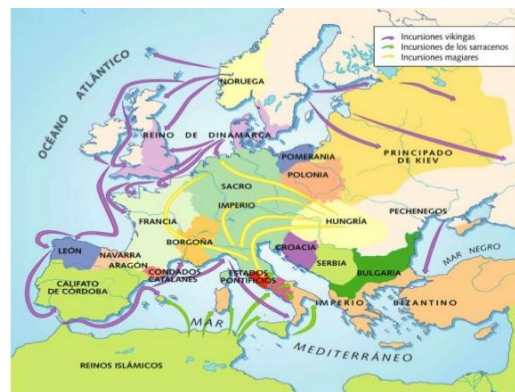 Incursiones vikingas
Incursiones de los sarracenos
Incursiones magiares
OCÉANO ATLÁNTICO
NORUEGA
REINO DE DINAMARCA
PRINCIPADO
DE KIEV
POMERANIA
POLONIA
SACRO
IMPERIO
FRANCIA
BORGOÑA
HUNGRÍA
PECHENEGOS
CROACIA
SERBIA
BULGARIA
MAR NEGRO
LEÓN
NAVARRA
ARAGÓN
CONDADOS
CATALANES
ESTADOS
PONTIFICIOS
CALIFATO
DE CÓRDOBA
IMPERIO BIZANTINO
MAR MEDITERRÁNEO
REINOS ISLÁMICOS